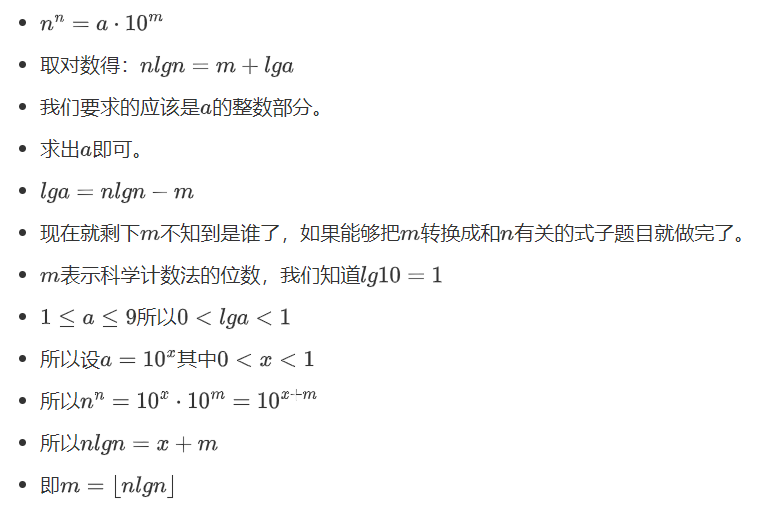 • $n^n = a \cdot 10^m$
• 取对数得：$nlgn = m + lga$
• 我们要求的应该是$a$的整数部分。
• 求出$a$即可。
• $lga = nlgn - m$
• 现在就剩下$m$不知到是谁了，如果能够把$m$转换成和$n$有关的式子题目就做完了。
• $m$表示科学计数法的位数，我们知道$lg10 = 1$
• $1 \leq a \leq 9$所以$0 < lga < 1$
• 所以设$a = 10^x$其中$0 < x < 1$
• 所以$n^n = 10^x \cdot 10^m = 10^{x+m}$
• 所以$nlgn = x + m$
• 即$m = \lfloor nlgn \rfloor$